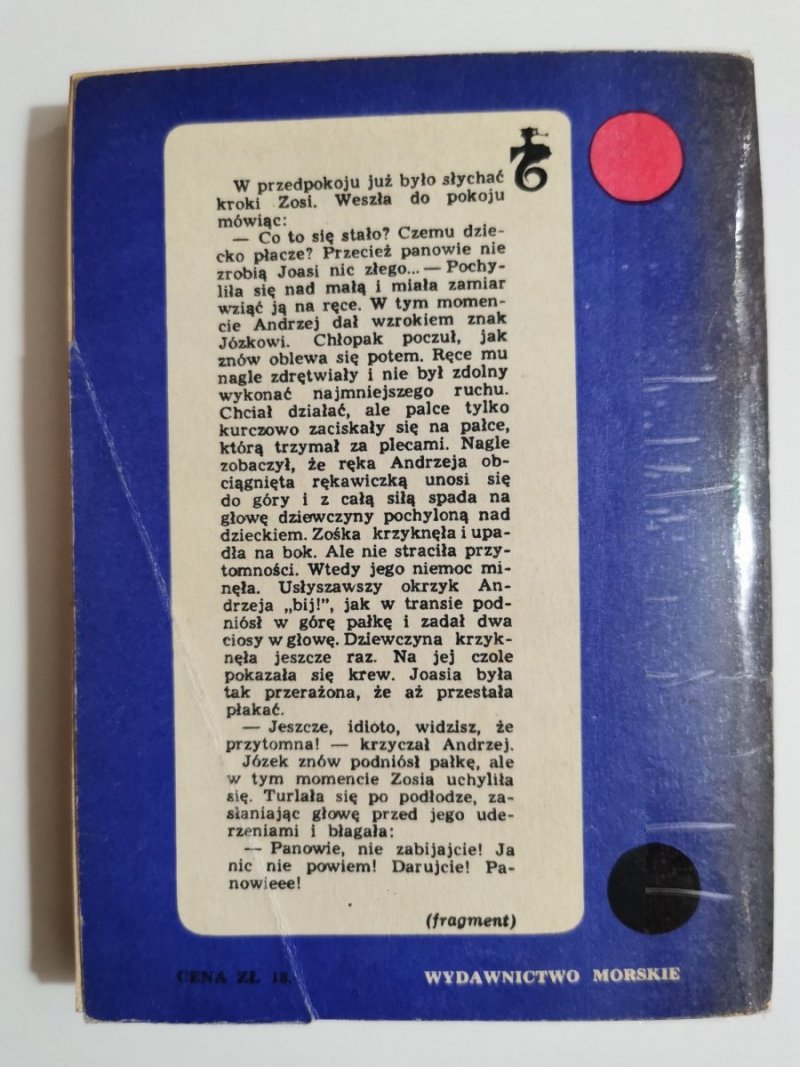 W przedpokoju już było słychać
kroki Zosi. Weszła do pokoju
mówiąc:
— Co to się stało? Czemu dzie-
cko płacze? Przecież panowie nie
zrobią Joasi nic złego... — Pochy-
liła się nad małą i miała zamiar
wziąć ją na ręce. W tym momen-
cie Andrzej dał wzrokiem znak
Józkowi. Chłopak poczuł, jak
znów oblewa się potem. Ręce mu
nagle zdrętwiały i nie był zdolny
wykonać najmniejszego ruchu.
Chciał działać, ale palce tylko
kurczowo zaciskały się na pałce,
którą trzymał za plecami. Nagle
zobaczył, że ręka Andrzeja ob-
ciągnięta rękawiczką unosi się
do góry i z całą siłą spada na
głowę dziewczyny pochyloną nad
dzieckiem. Zośka krzyknęła i upa-
dła na bok. Ale nie straciła przy-
tomności. Wtedy jego niemoc mi-
nęła. Usłyszawszy okrzyk An-
drzeja „bij!”, jak w transie pod-
niósł w górę pałkę i zadał dwa
ciosy w głowę. Dziewczyna krzyk-
nęła jeszcze raz. Na jej czole
pokazała się krew. Joasia była
tak przerażona, że aż przestała
płakać.
— Jeszcze, idioto, widzisz, że
przytomna! — krzyczał Andrzej.
Józek znów podniósł pałkę, ale
w tym momencie Zosia uchyliła
się. Turlała się po podłodze, za-
słaniając głowę przed jego ude-
rzeniami i błagała:
— Panowie, nie zabijajcie! Ja
nic nie powiem! Darujcie! Pa-
nowieee!
(fragment)
CENA ZŁ 18.
WYDAWNICTWO MORSKIE